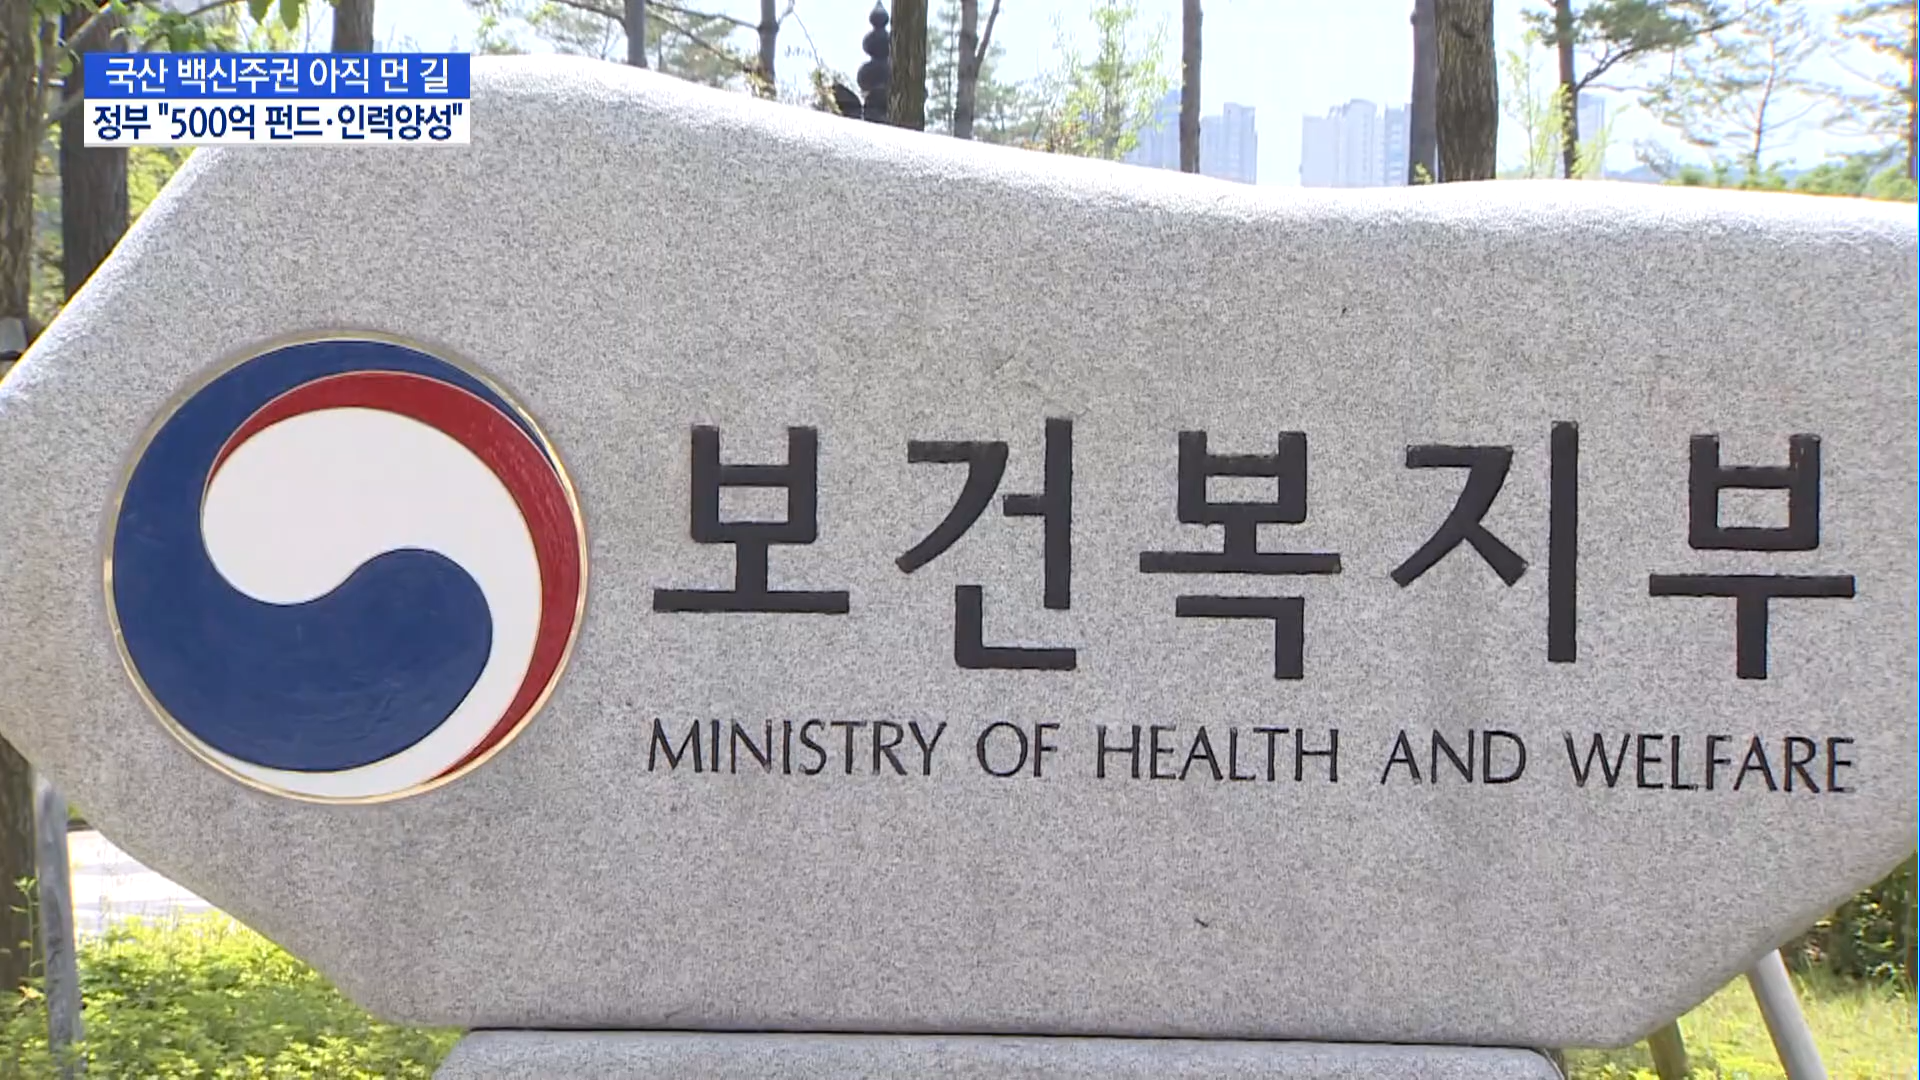 국산 백신주권 아직 먼 길
정부 "500억 펀드·인력양성"
보건복지부
MINISTRY OF HEALTH AND WELFARE